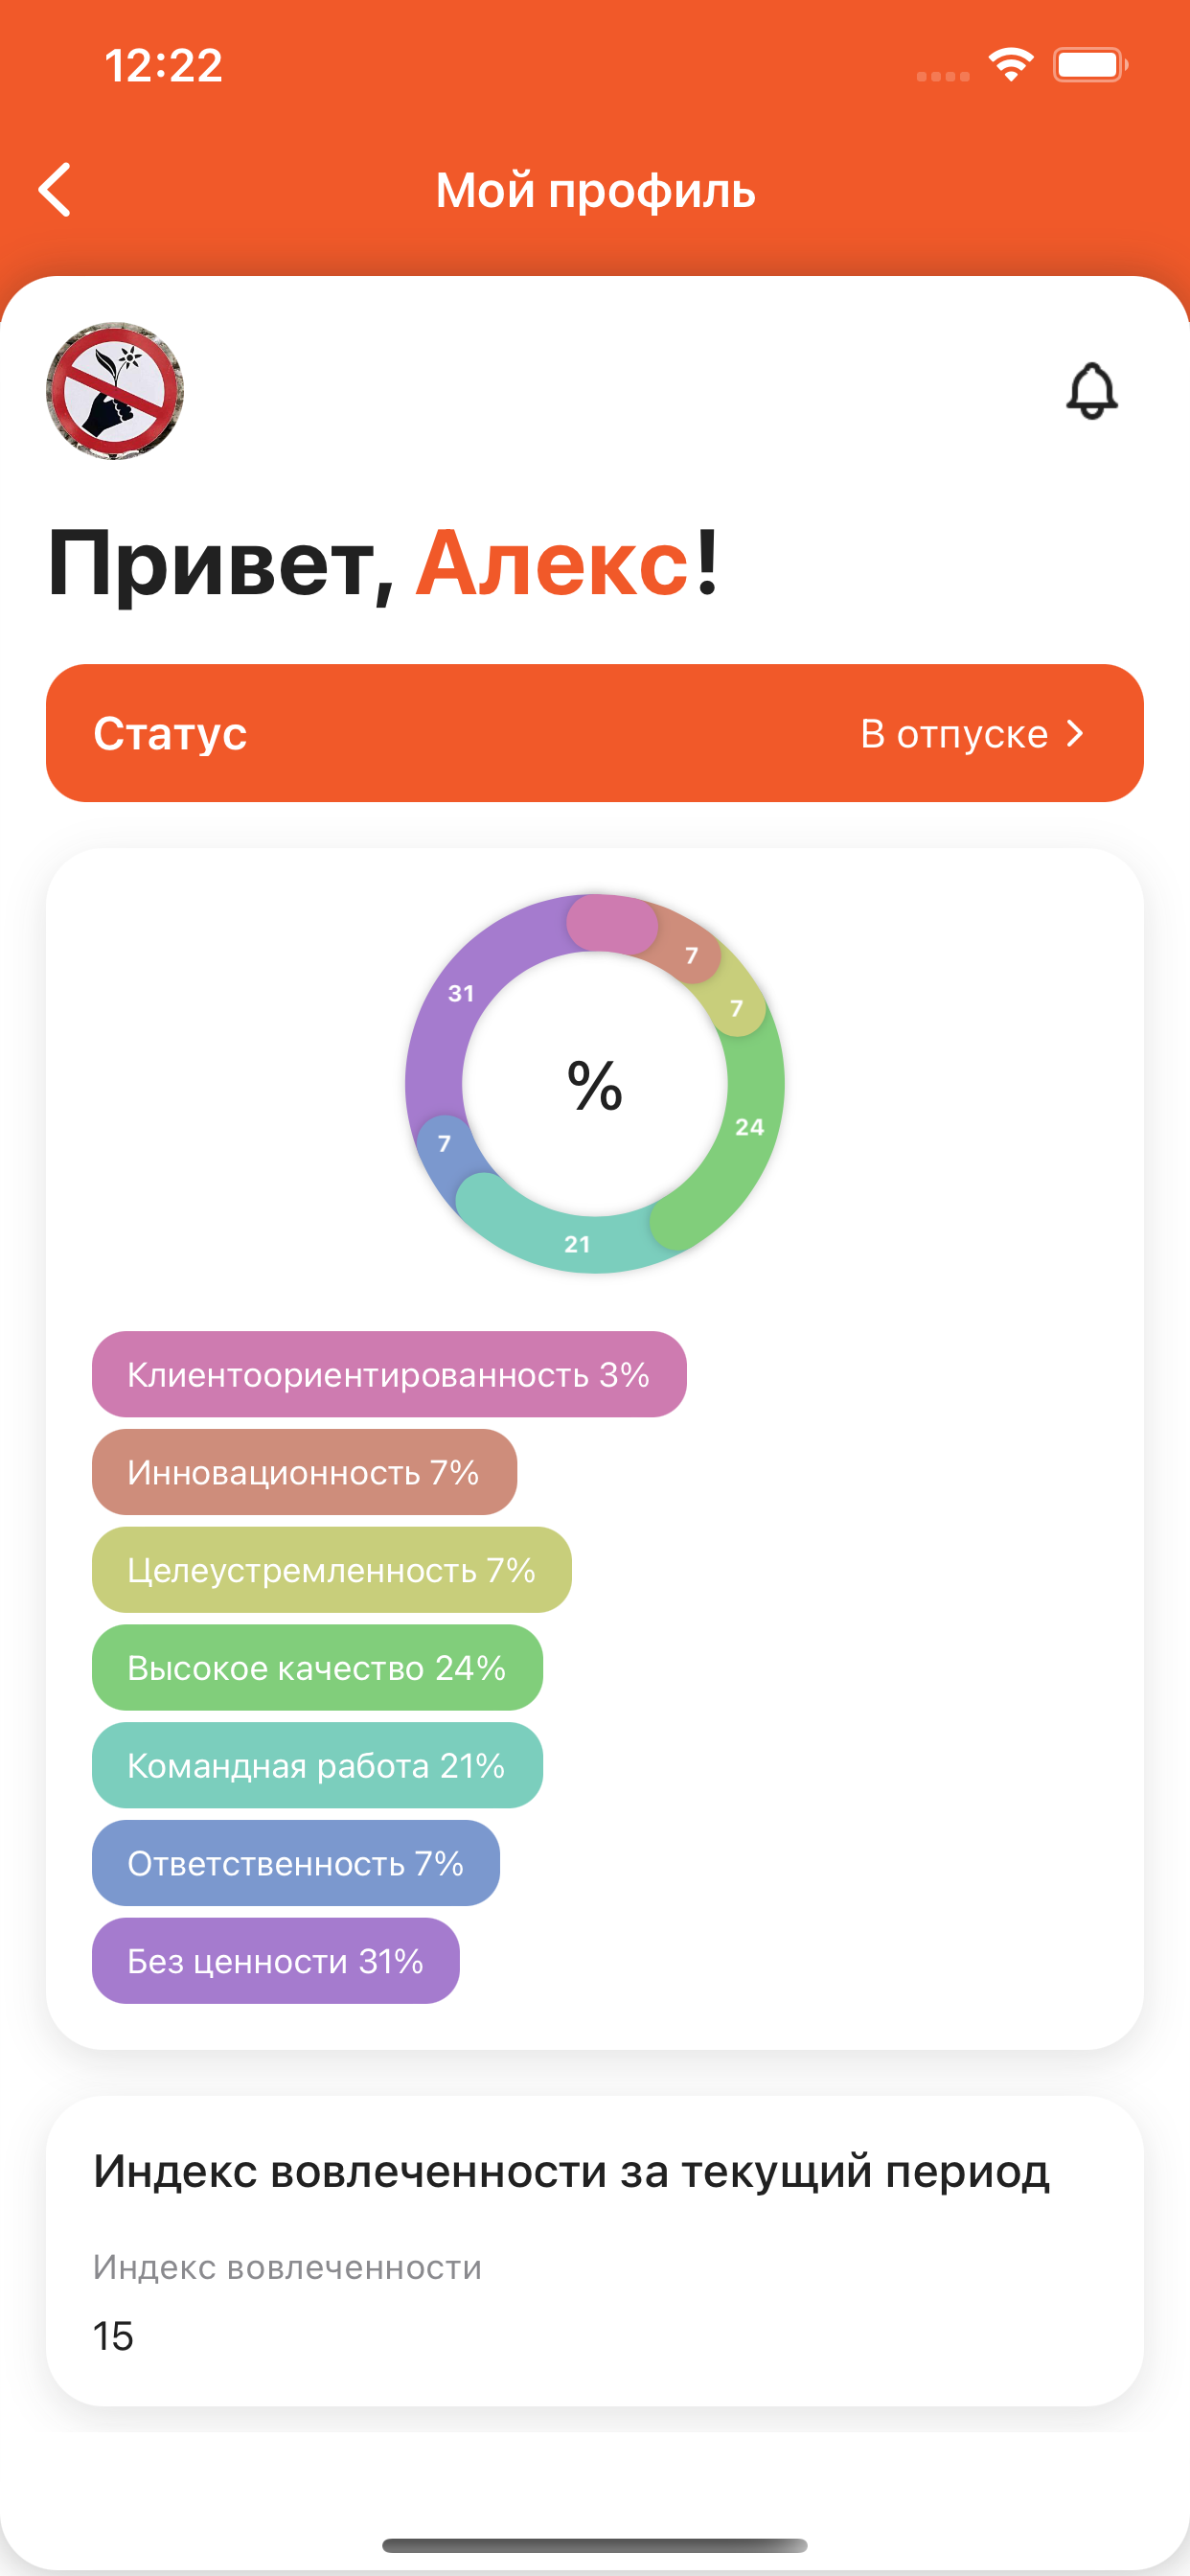 12:22
Мой профиль
Привет, Алекс!
Статус
В отпуске
7
7
31
%
24
7
21
Клиентоориентированность 3%
Инновационность 7%
Целеустремленность 7%
Высокое качество 24%
Командная работа 21%
Ответственность 7%
Без ценности 31%
Индекс вовлеченности за текущий период
Индекс вовлеченности
15